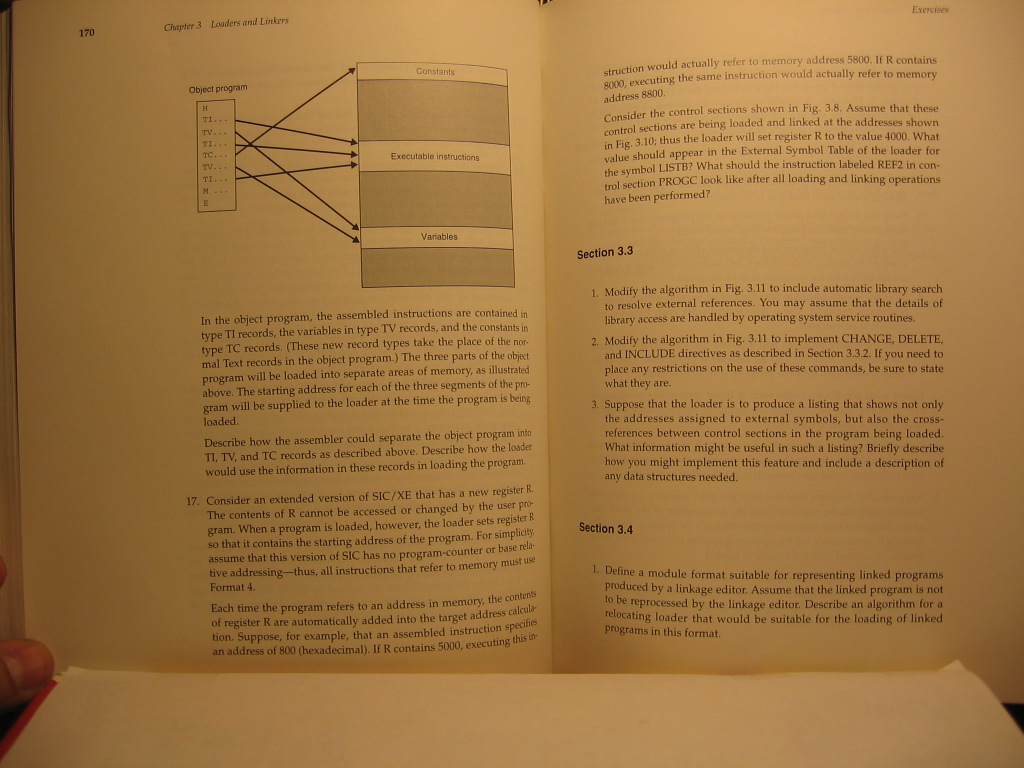 170
Chapter 3 Loaders and Linkers
Object program
H
TI...
TV...
TI...
TC...
TV...
TI...
M ...
E
Constants
Executable instructions
Variables
In the object program, the assembled instructions are contained in
type TI records, the variables in type TV records, and the constants in
type TC records. (These new record types take the place of the nor-
mal Text records in the object program.) The three parts of the object
program will be loaded into separate areas of memory, as illustrated
above. The starting address for each of the three segments of the pro-
gram will be supplied to the loader at the time the program is being
loaded.
Describe how the assembler could separate the object program into
TI, TV, and TC records as described above. Describe how the loader
would use the information in these records in loading the program.
17. Consider an extended version of SIC/XE that has a new register R.
The contents of R cannot be accessed or changed by the user pro-
gram. When a program is loaded, however, the loader sets register R
so that it contains the starting address of the program. For simplicity,
assume that this version of SIC has no program-counter or base rela-
tive addressing—thus, all instructions that refer to memory must use
Format 4.
Each time the program refers to an address in memory, the contents
of register R are automatically added into the target address calcula-
tion. Suppose, for example, that an assembled instruction specifies
an address of 800 (hexadecimal). If R contains 5000, executing this in-
Exercises
struction would actually refer to memory address 5800. If R contains
8000, executing the same instruction would actually refer to memory
address 8800.
Consider the control sections shown in Fig. 3.8. Assume that these
control sections are being loaded and linked at the addresses shown
in Fig. 3.10; thus the loader will set register R to the value 4000. What
value should appear in the External Symbol Table of the loader for
the symbol LISTB? What should the instruction labeled REF2 in con-
trol section PROGC look like after all loading and linking operations
have been performed?
Section 3.3
1. Modify the algorithm in Fig. 3.11 to include automatic library search
to resolve external references. You may assume that the details of
library access are handled by operating system service routines.
2. Modify the algorithm in Fig. 3.11 to implement CHANGE, DELETE,
and INCLUDE directives as described in Section 3.3.2. If you need to
place any restrictions on the use of these commands, be sure to state
what they are.
3. Suppose that the loader is to produce a listing that shows not only
the addresses assigned to external symbols, but also the cross-
references between control sections in the program being loaded.
What information might be useful in such a listing? Briefly describe
how you might implement this feature and include a description of
any data structures needed.
Section 3.4
1. Define a module format suitable for representing linked programs
produced by a linkage editor. Assume that the linked program is not
to be reprocessed by the linkage editor. Describe an algorithm for a
relocating loader that would be suitable for the loading of linked
programs in this format.